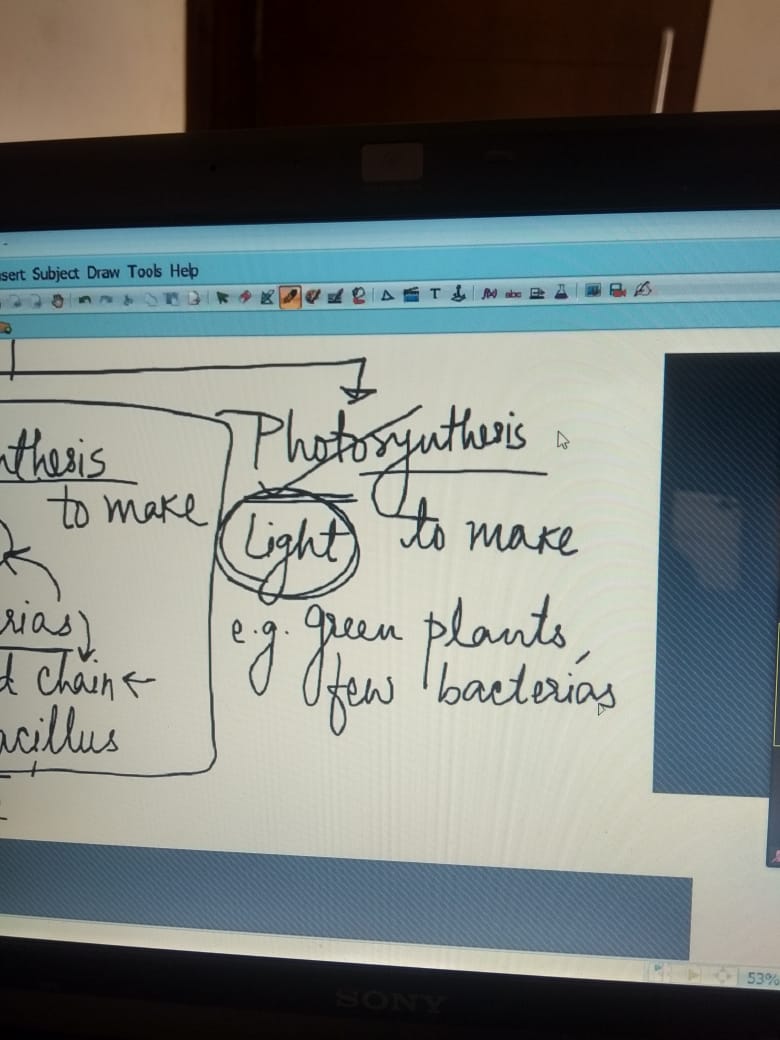 sert Subject Draw Tools Help
T f(x) abc
nthesis
to make
rias)
d chain ←
acillus
Photosynthesis
Light to make
e.g. green plants,
few bacterias
53%
SONY